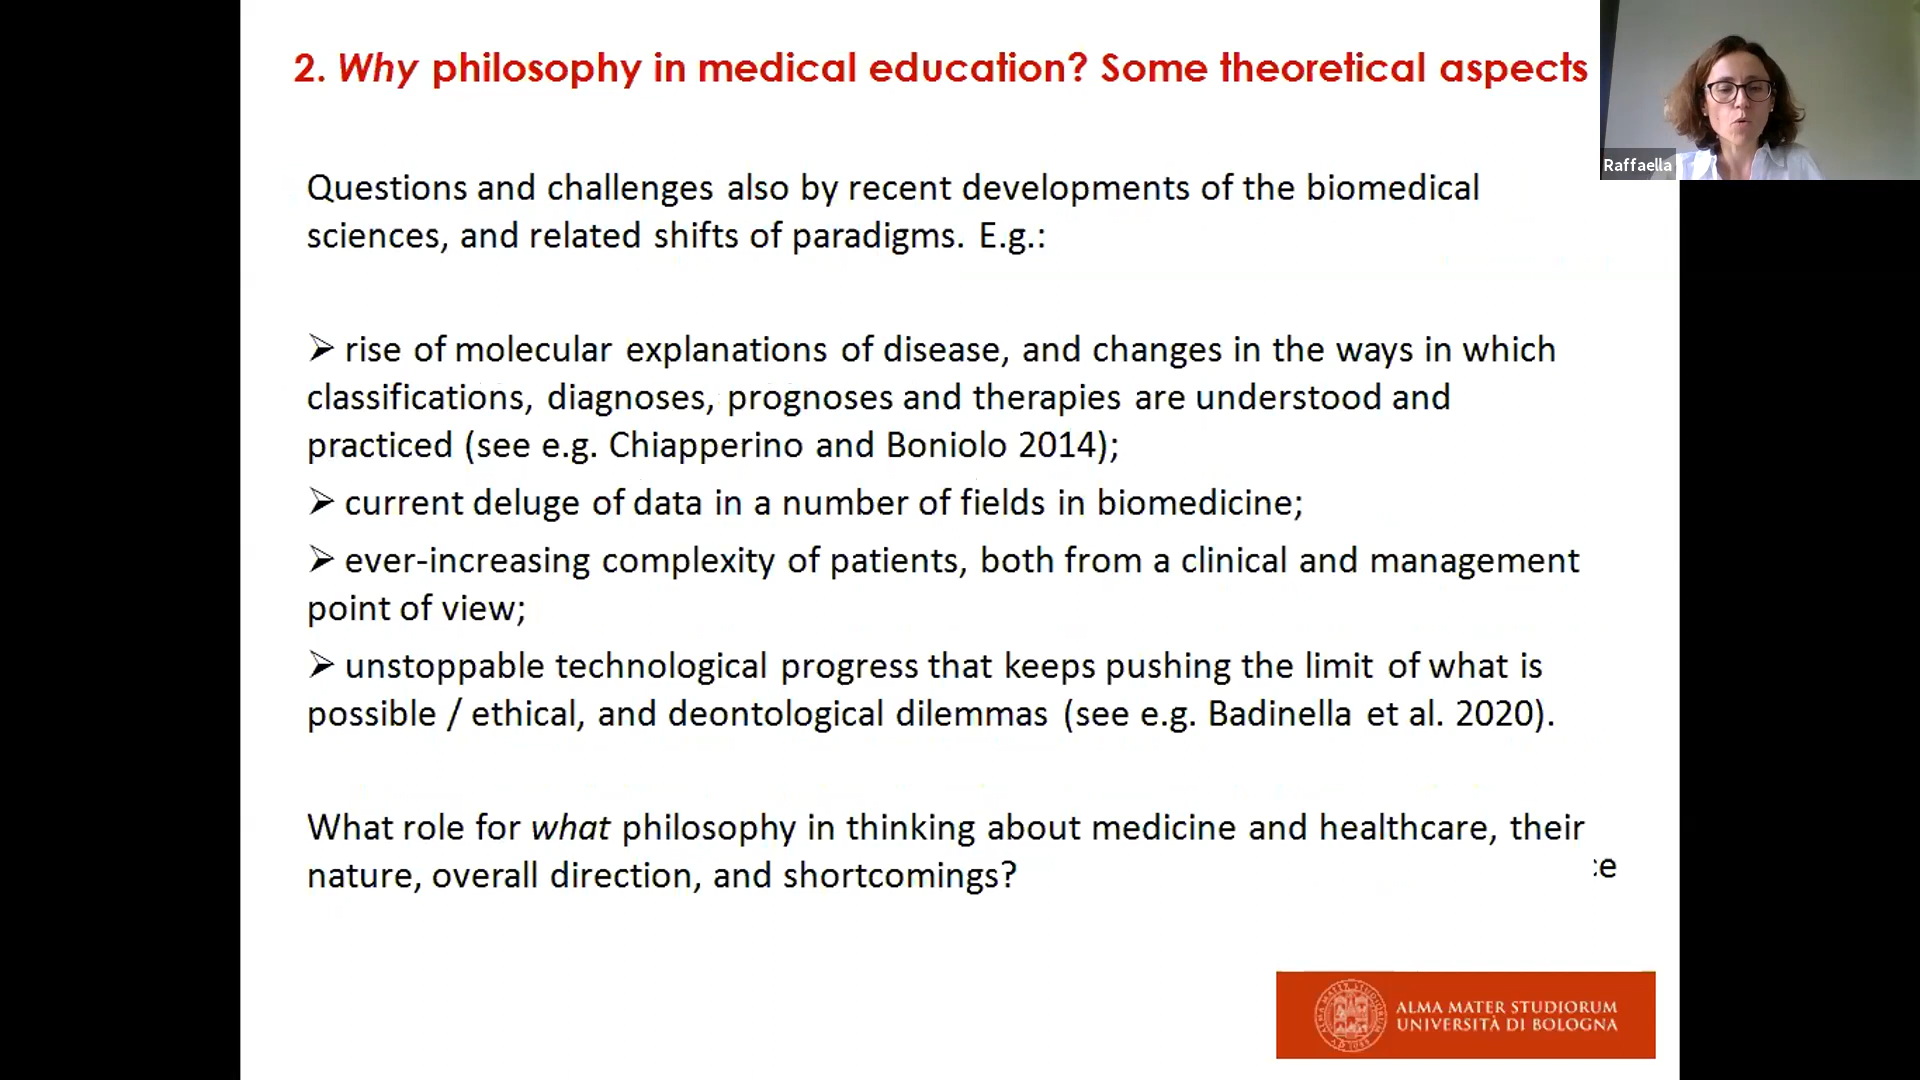 2. Why philosophy in medical education? Some theoretical aspects
Raffaella
Questions and challenges also by recent developments of the biomedical
sciences, and related shifts of paradigms. E.g.:
➢ rise of molecular explanations of disease, and changes in the ways in which
classifications, diagnoses, prognoses and therapies are understood and
practiced (see e.g. Chiapperino and Boniolo 2014);
➢ current deluge of data in a number of fields in biomedicine;
➢ ever-increasing complexity of patients, both from a clinical and management
point of view;
➢ unstoppable technological progress that keeps pushing the limit of what is
possible / ethical, and deontological dilemmas (see e.g. Badinella et al. 2020).
What role for what philosophy in thinking about medicine and healthcare, their
nature, overall direction, and shortcomings?
ALMA MATER STUDIORUM
UNIVERSITÀ DI BOLOGNA